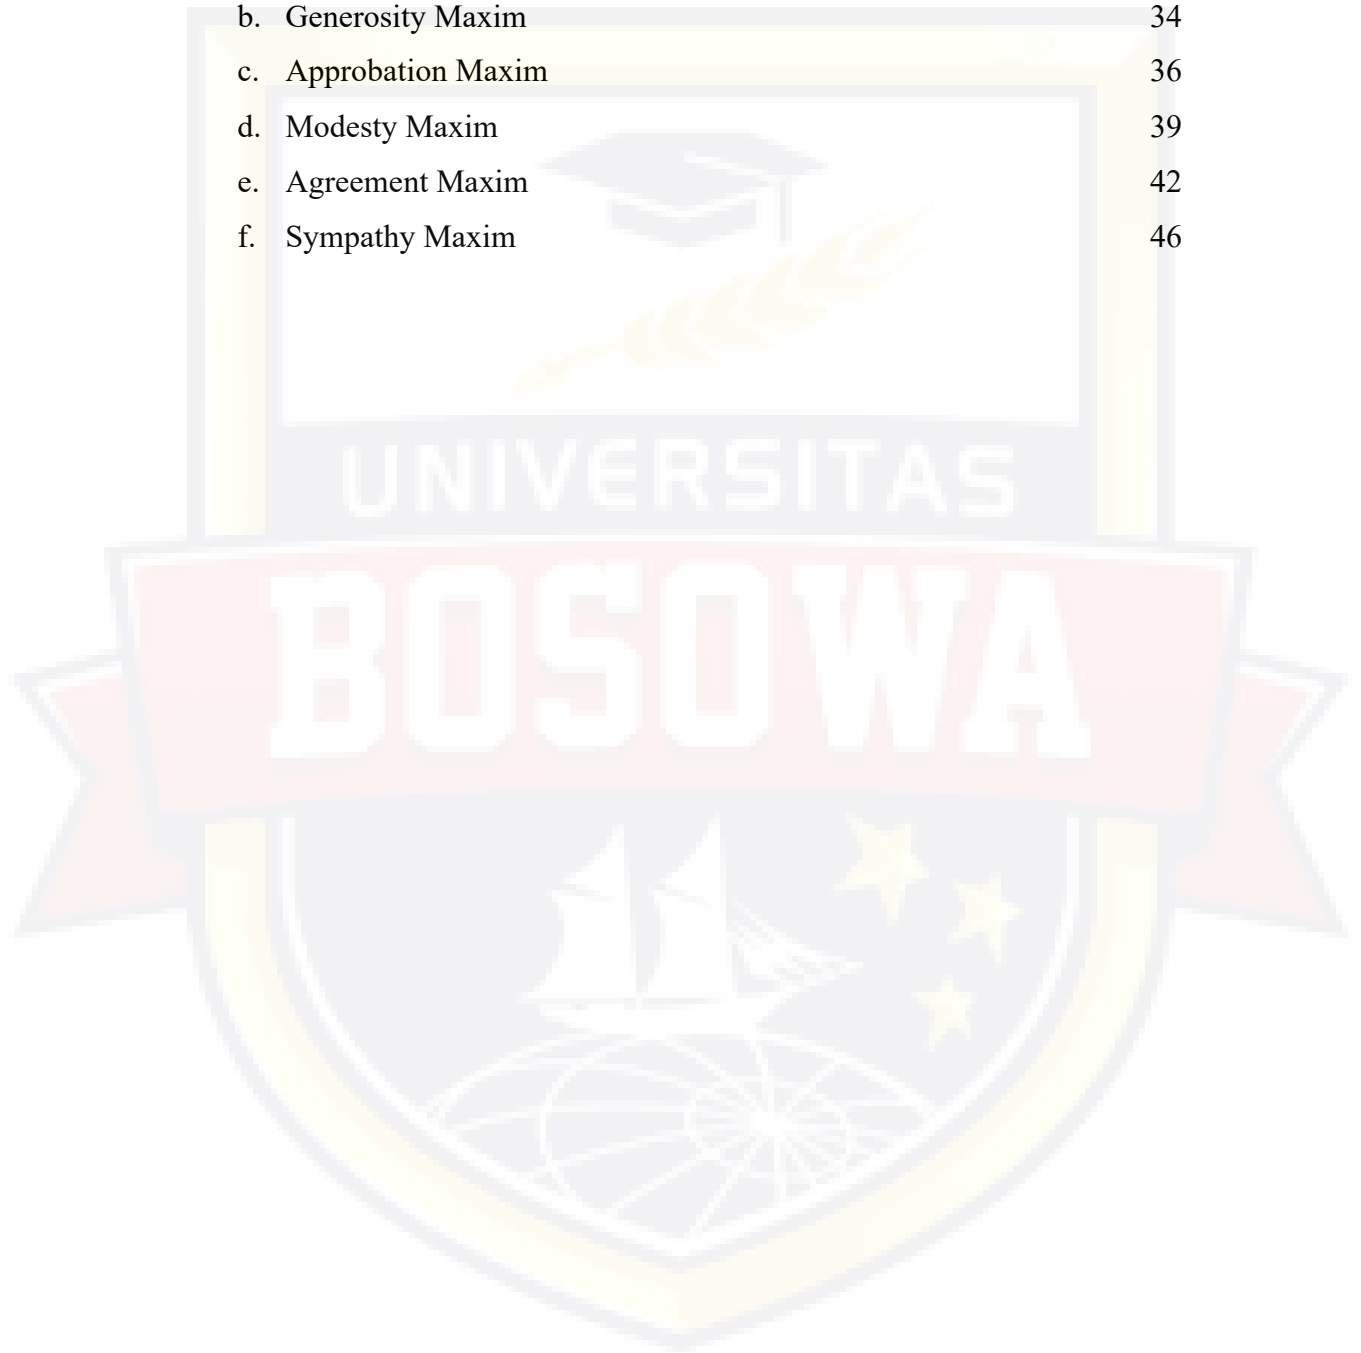 b. Generosity Maxim 34
c. Approbation Maxim 36
d. Modesty Maxim 39
e. Agreement Maxim 42
f. Sympathy Maxim 46
UNIVERSITAS
BOSOWA